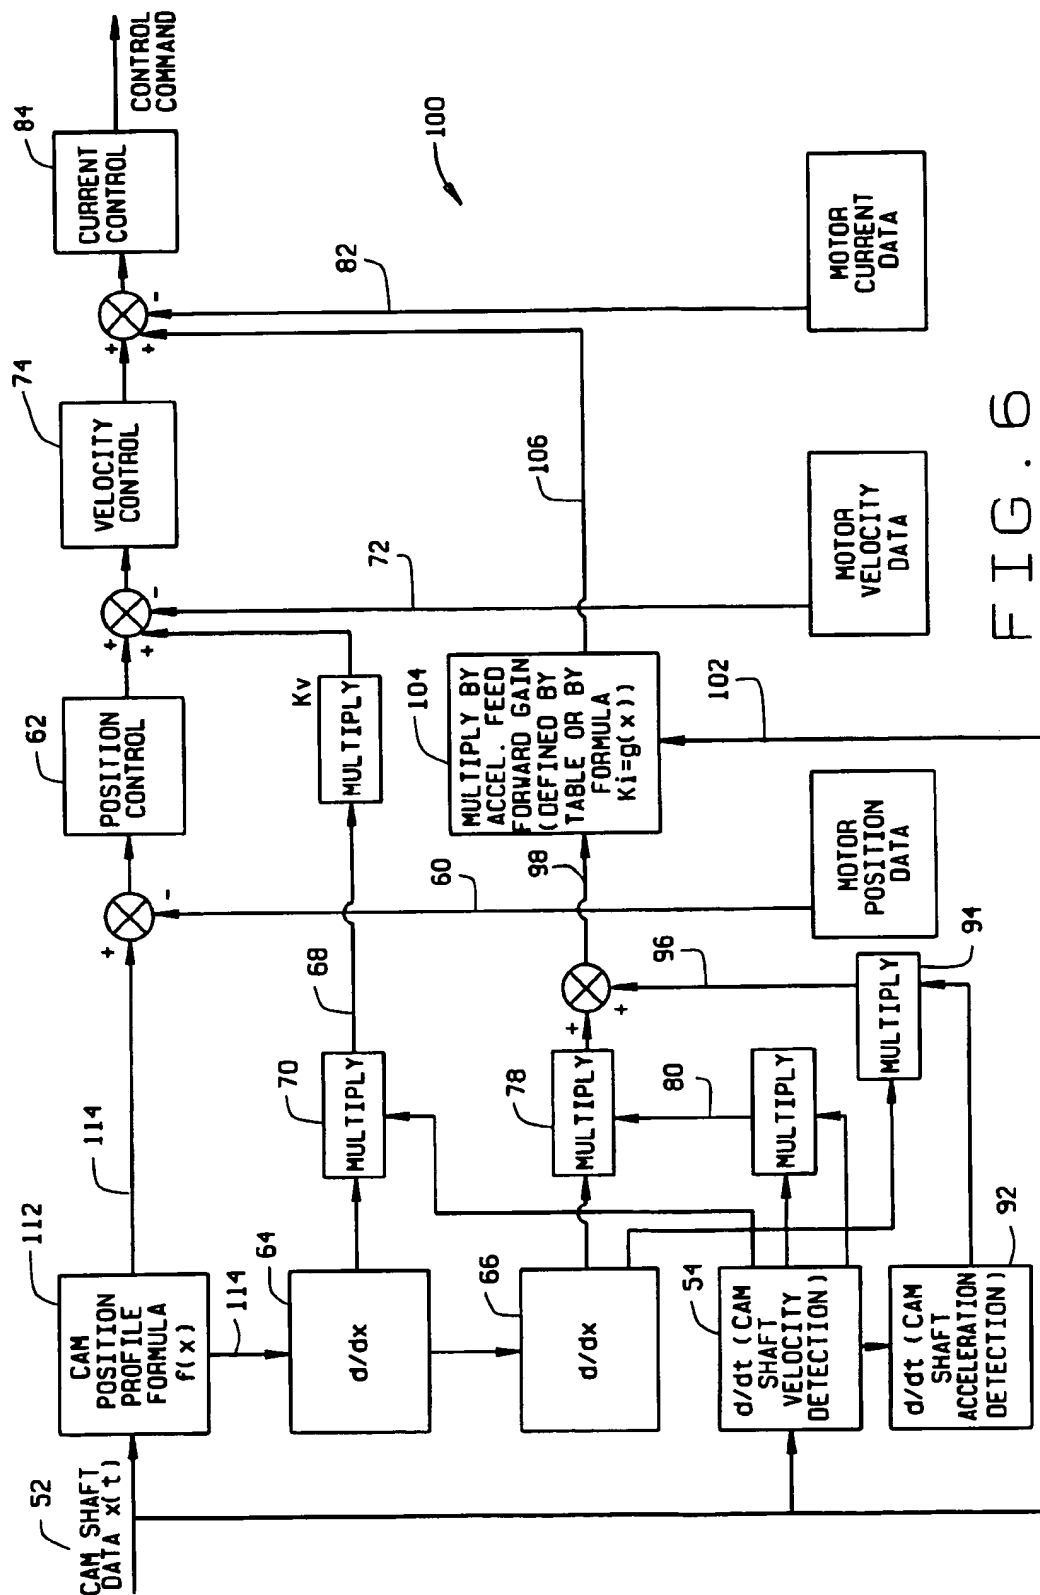 52
CAM SHAFT
DATA x(t)
112
CAM
POSITION
PROFILE
FORMULA
f(x)
114
114
+
-
62
POSITION
CONTROL
+
+
-
74
VELOCITY
CONTROL
+
+
-
84
CURRENT
CONTROL
CONTROL
COMMAND
64
d/dx
70
MULTIPLY
68
Kv
MULTIPLY
60
72
82
100
66
d/dx
78
MULTIPLY
80
MULTIPLY
+
+
96
98
104
MULTIPLY BY
ACCEL. FEED
FORWARD GAIN
(DEFINED BY
TABLE OR BY
FORMULA
Ki=g(x))
106
102
54
d/dt (CAM
SHAFT
VELOCITY
DETECTION)
92
d/dt (CAM
SHAFT
ACCELERATION
DETECTION)
94
MULTIPLY
MOTOR
POSITION
DATA
MOTOR
VELOCITY
DATA
MOTOR
CURRENT
DATA
FIG. 6